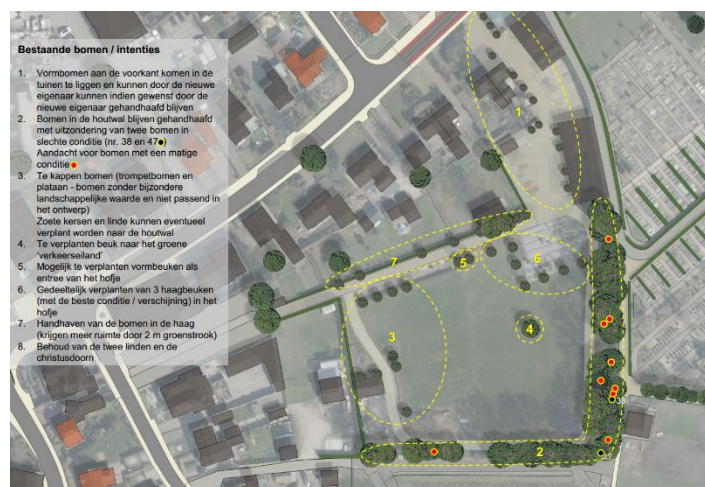 Bestaande bomen / intenties
1. Vormbomen aan de voorkant komen in de
tuinen te liggen en kunnen door de nieuwe
eigenaar kunnen indien gewenst door de
nieuwe eigenaar gehandhaafd blijven
2. Bomen in de houtwal blijven gehandhaafd
met uitzondering van twee bomen in
slechte conditie (nr. 38 en 47)
Aandacht voor bomen met een matige
conditie
3. Te kappen bomen (trompetbomen en
plataan - bomen zonder bijzondere
landschappelijke waarde en niet passend in
het ontwerp)
Zoete kersen en linde kunnen eventueel
verplant worden naar de houtwal
4. Te verplanten beuk naar het groene
'verkeerseiland'
5. Mogelijk te verplanten vormbeuken als
entree van het hofje
6. Gedeeltelijk verplanten van 3 haagbeuken
(met de beste conditie / verschijning) in het
hofje
7. Handhaven van de bomen in de haag
(krijgen meer ruimte door 2 m groenstrook)
8. Behoud van de twee linden en de
christusdoorn
1
7
5
6
3
4
38
2